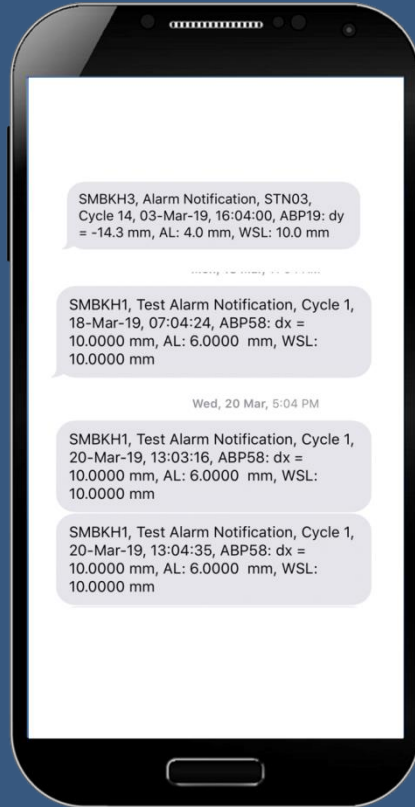 SMBKH3, Alarm Notification, STN03,
Cycle 14, 03-Mar-19, 16:04:00, ABP19: dy
= -14.3 mm, AL: 4.0 mm, WSL: 10.0 mm
SMBKH1, Test Alarm Notification, Cycle 1,
18-Mar-19, 07:04:24, ABP58: dx =
10.0000 mm, AL: 6.0000  mm, WSL:
10.0000 mm
Wed, 20 Mar, 5:04 PM
SMBKH1, Test Alarm Notification, Cycle 1,
20-Mar-19, 13:03:16, ABP58: dx =
10.0000 mm, AL: 6.0000  mm, WSL:
10.0000 mm
SMBKH1, Test Alarm Notification, Cycle 1,
20-Mar-19, 13:04:35, ABP58: dx =
10.0000 mm, AL: 6.0000  mm, WSL:
10.0000 mm